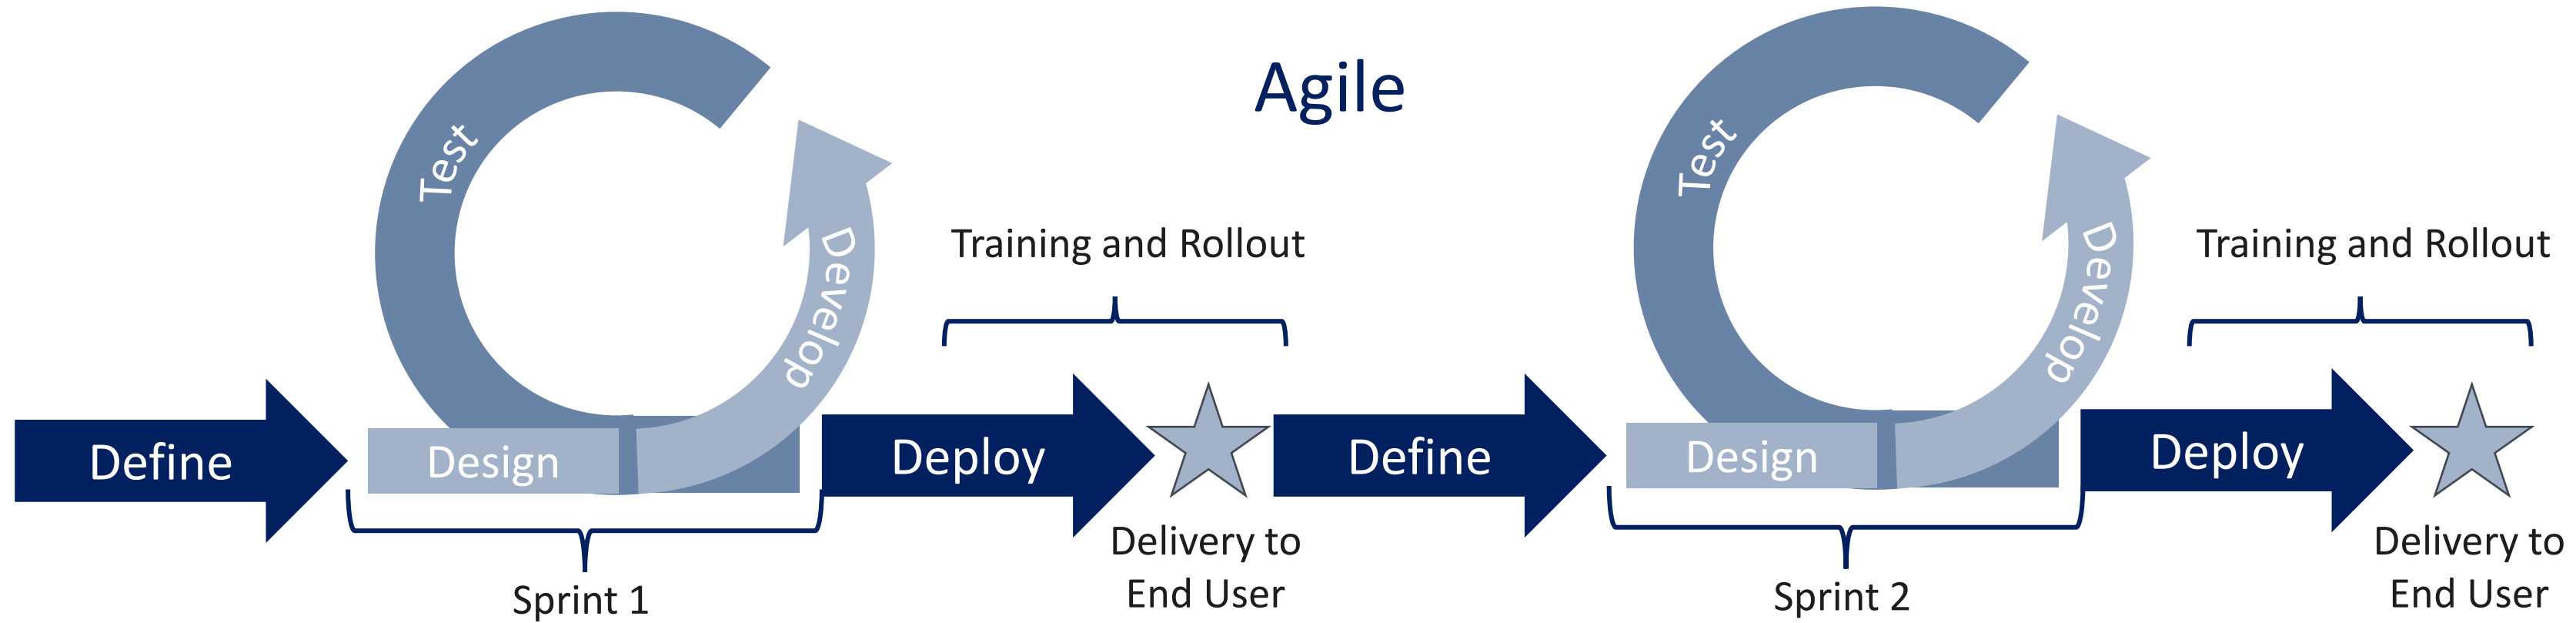 Agile
Test
Develop
Training and Rollout
Define
Design
Deploy
Delivery to
End User
Sprint 1
Test
Develop
Training and Rollout
Define
Design
Deploy
Delivery to
End User
Sprint 2